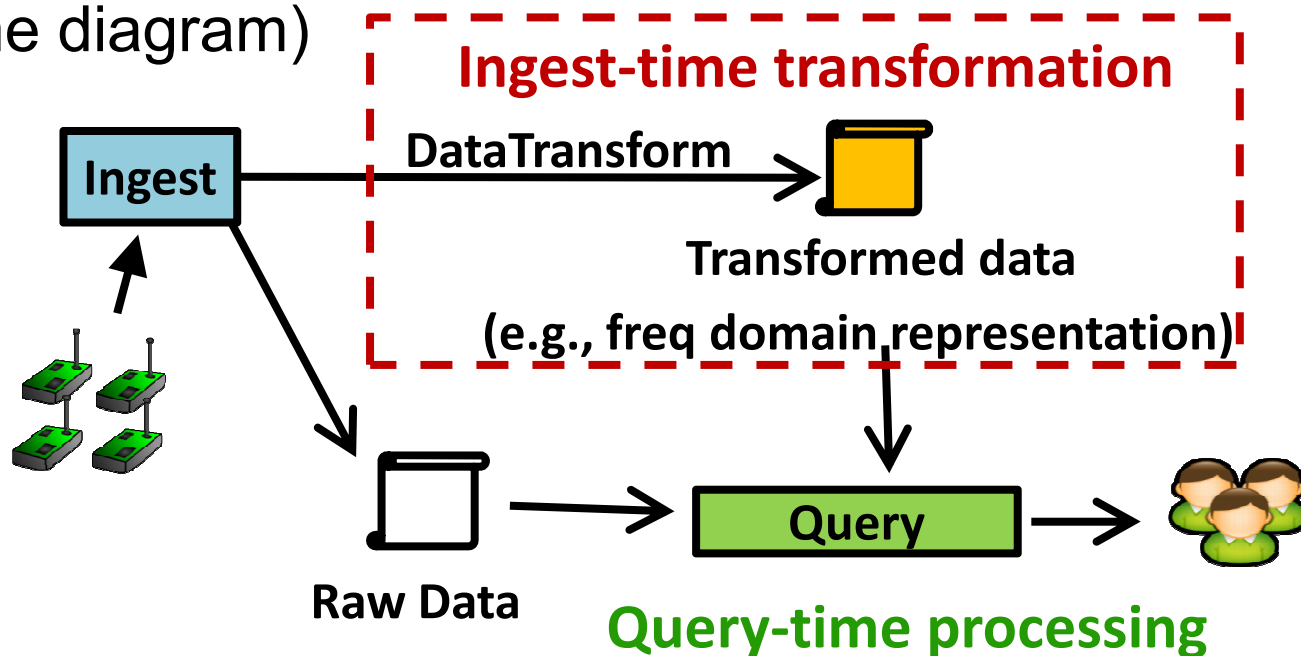 diagram)
Ingest-time transformation
DataTransform
Ingest
Transformed data
(e.g., freq domain representation)
Query
Raw Data
Query-time processing